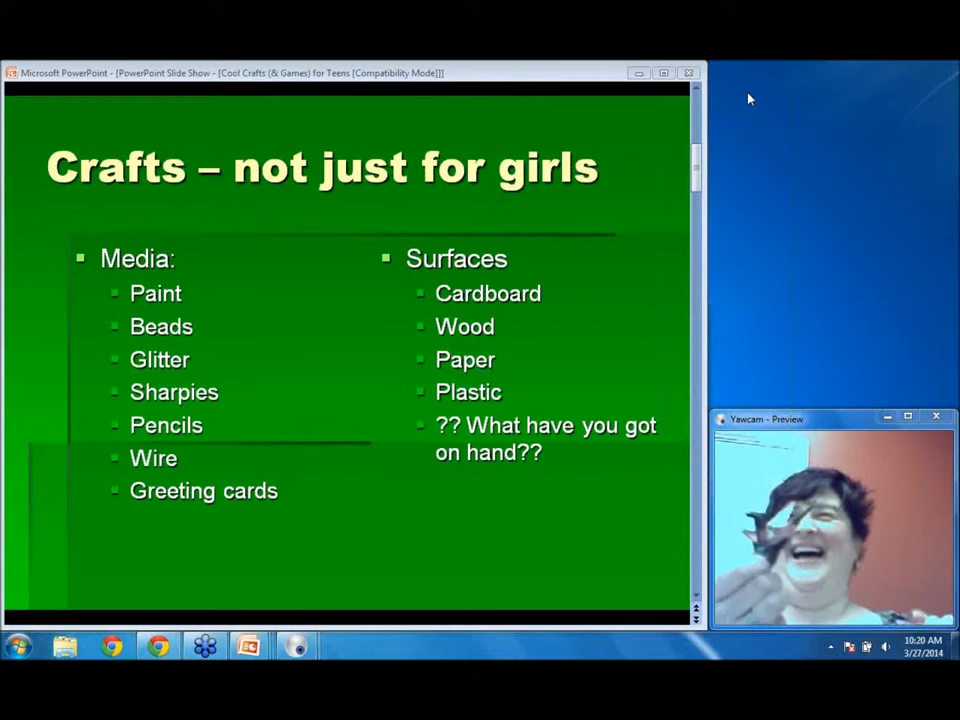 Microsoft PowerPoint - [PowerPoint Slide Show - [Cool Crafts (& Games) for Teens [Compatibility Mode]]]
Crafts – not just for girls
Media:
Paint
Beads
Glitter
Sharpies
Pencils
Wire
Greeting cards
Surfaces
Cardboard
Wood
Paper
Plastic
?? What have you got
on hand??
Yawcam - Preview
10:20 AM
3/27/2014